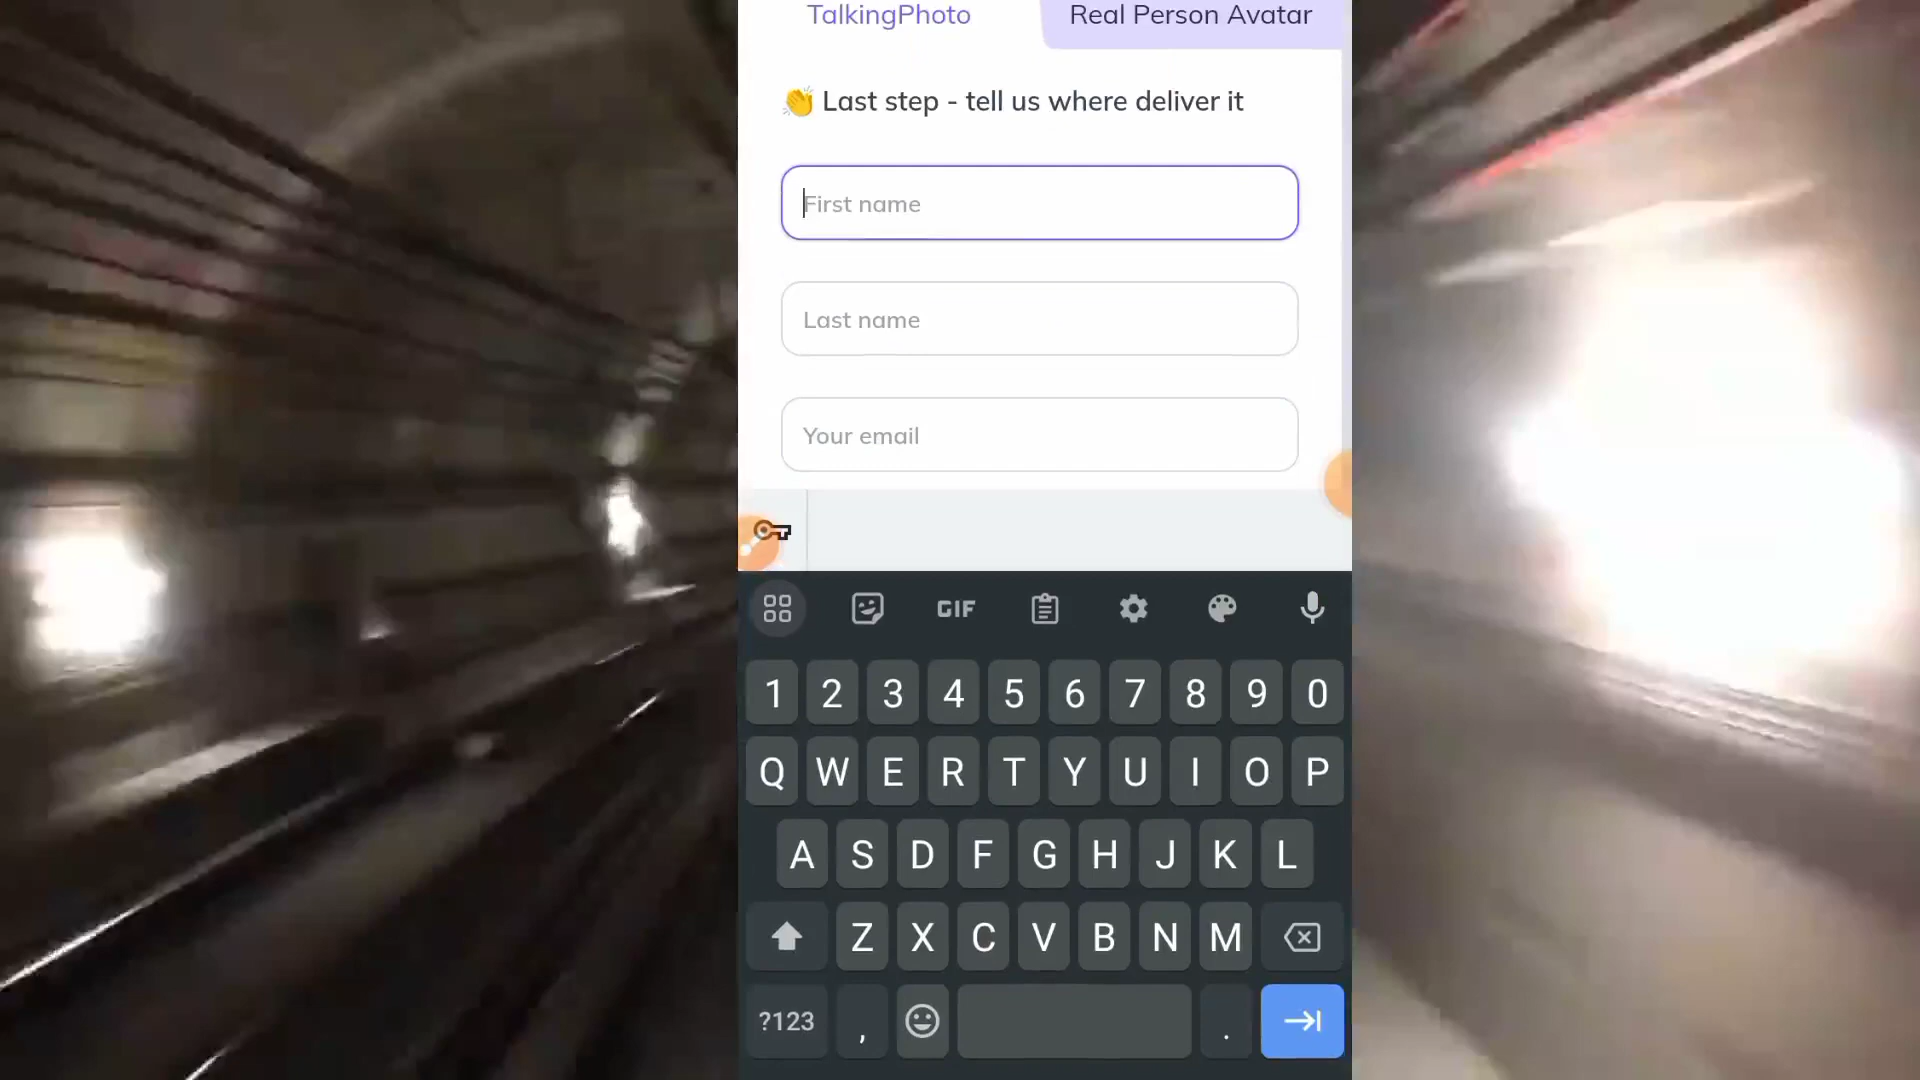 TalkingPhoto Real Person Avatar
👏 Last step - tell us where deliver it
First name
Last name
Your email
GIF
1 2 3 4 5 6 7 8 9 0
Q W E R T Y U I O P
A S D F G H J K L
Z X C V B N M
?123 , .